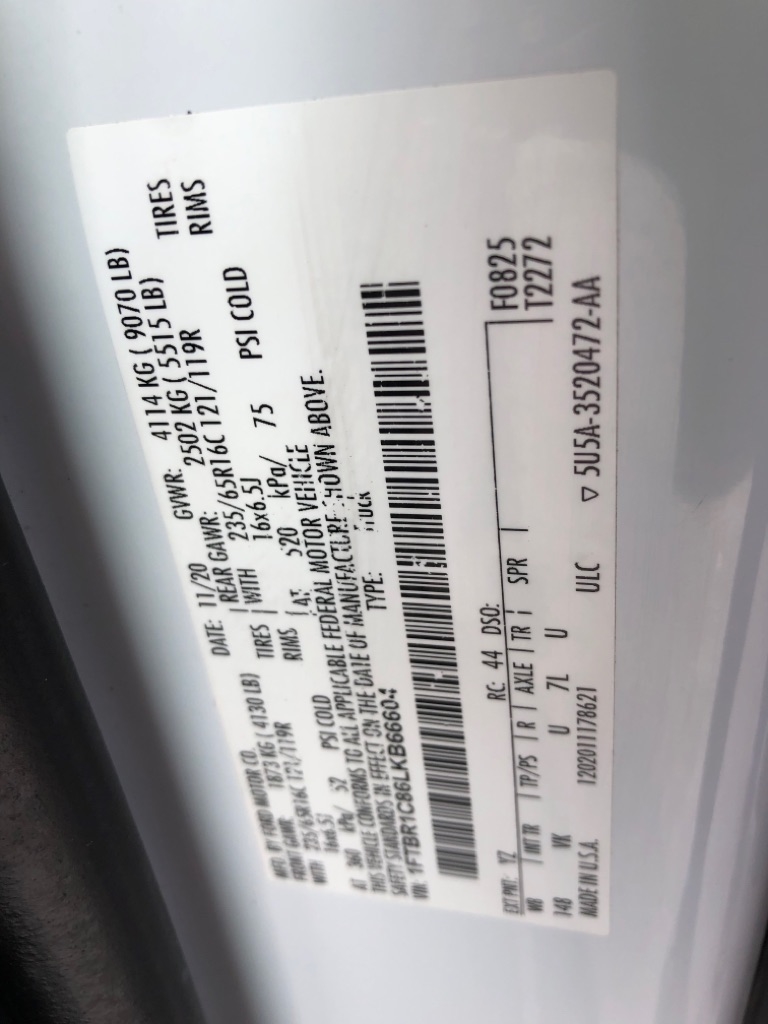 MFD. BY FORD MOTOR CO. DATE: 11/20 GVWR: 4114 KG ( 9070 LB)
FRONT GAWR: 1873 KG ( 4130 LB) REAR GAWR: 2502 KG ( 5515 LB)
WITH 235/65R16C 121/119R TIRES WITH 235/65R16C 121/119R TIRES
16x6.5J RIMS 16x6.5J RIMS
AT 360 kPa/ 52 PSI COLD AT 520 kPa/ 75 PSI COLD
THIS VEHICLE CONFORMS TO ALL APPLICABLE FEDERAL MOTOR VEHICLE
SAFETY STANDARDS IN EFFECT ON THE DATE OF MANUFACTURE SHOWN ABOVE.
VIN: 1FTBR1C86LKB66604 TYPE: TRUCK
EXT PNT: YZ RC: 44 DSO: F0825
WB INT TR TP/PS R AXLE TR SPR T2272
148 VK U 7L U
MADE IN U.S.A. 1202011178621 ULC ▽ 5U5A-3520472-AA